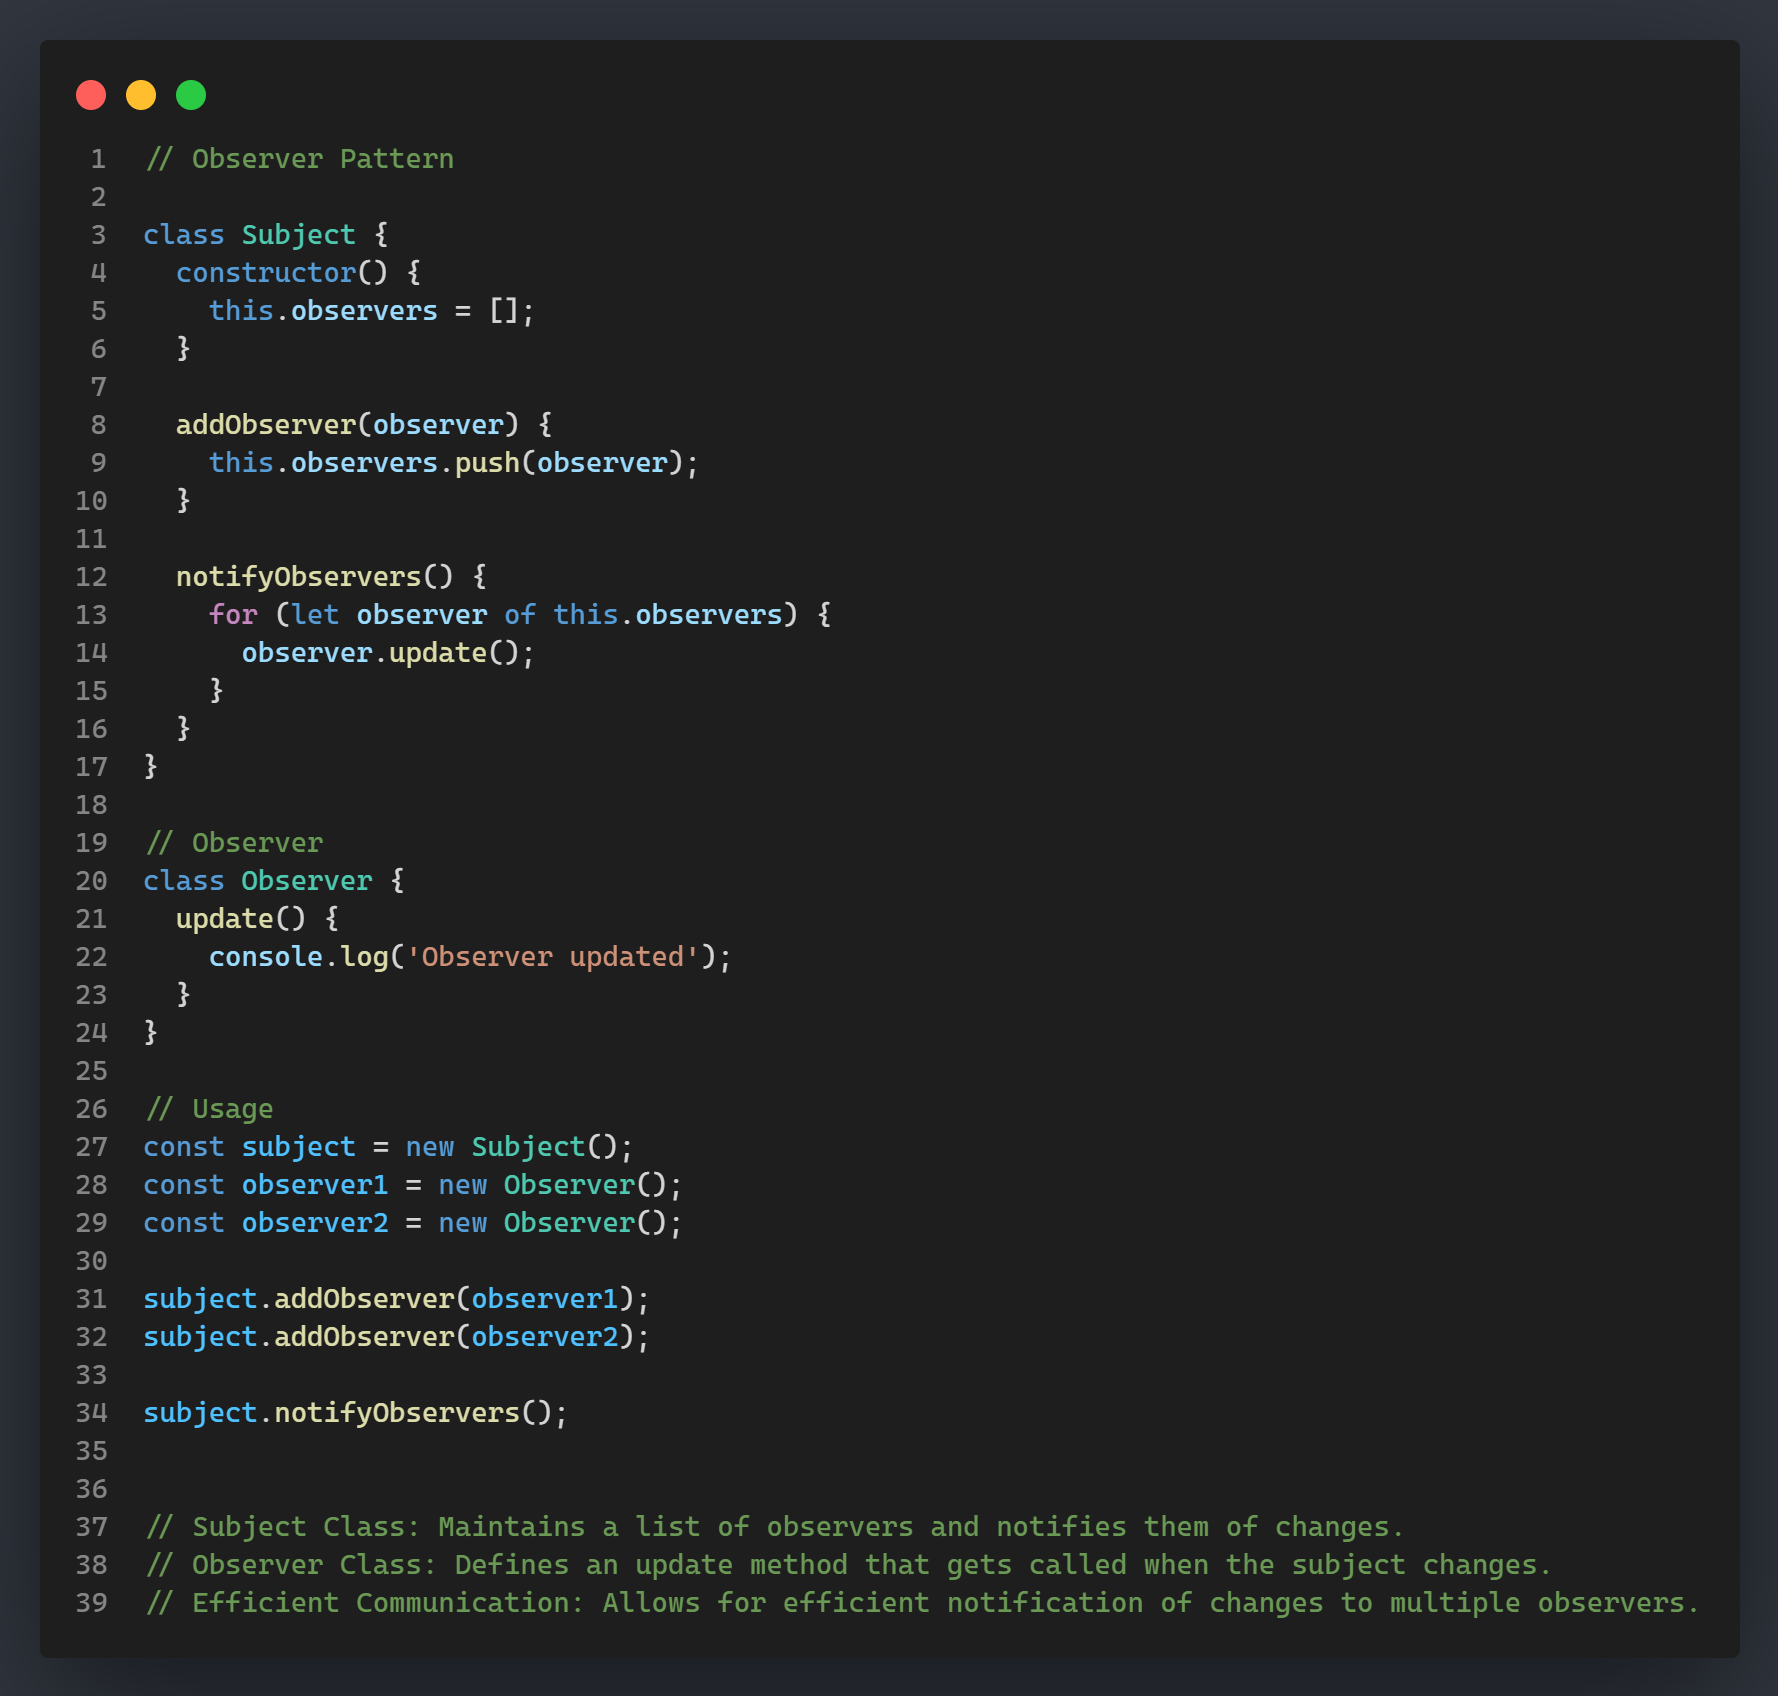 1 // Observer Pattern
2
3 class Subject {
4   constructor() {
5     this.observers = [];
6   }
7
8   addObserver(observer) {
9     this.observers.push(observer);
10   }
11
12   notifyObservers() {
13     for (let observer of this.observers) {
14       observer.update();
15     }
16   }
17 }
18
19 // Observer
20 class Observer {
21   update() {
22     console.log('Observer updated');
23   }
24 }
25
26 // Usage
27 const subject = new Subject();
28 const observer1 = new Observer();
29 const observer2 = new Observer();
30
31 subject.addObserver(observer1);
32 subject.addObserver(observer2);
33
34 subject.notifyObservers();
35
36
37 // Subject Class: Maintains a list of observers and notifies them of changes.
38 // Observer Class: Defines an update method that gets called when the subject changes.
39 // Efficient Communication: Allows for efficient notification of changes to multiple observers.